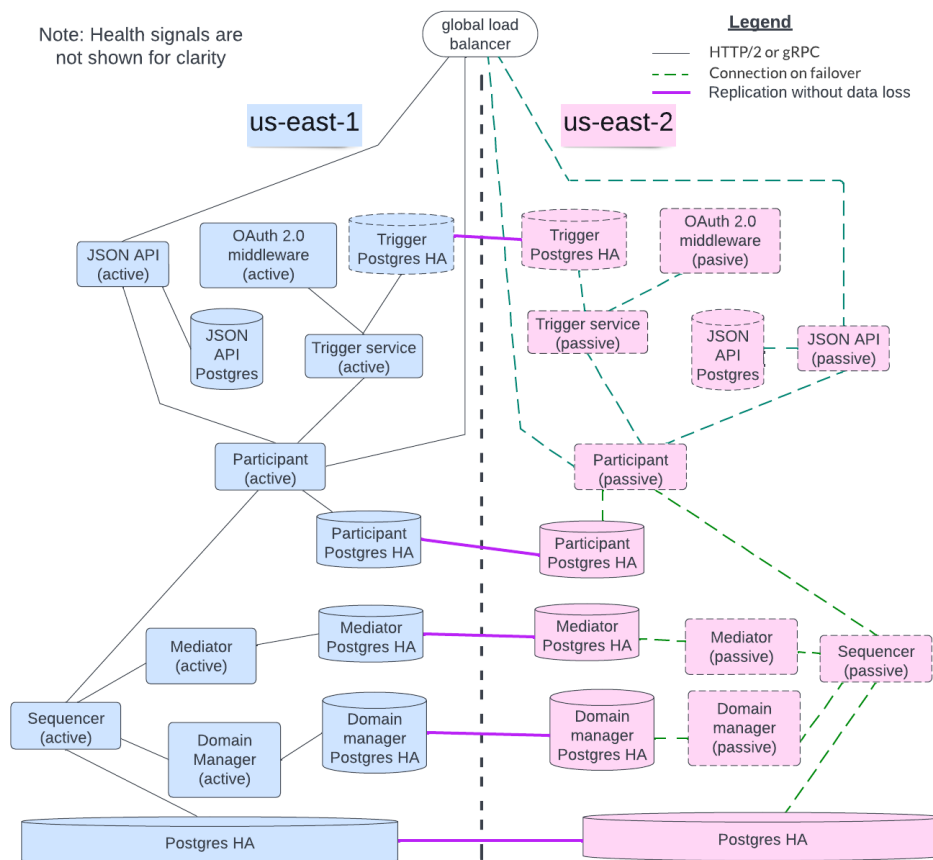 Note: Health signals are
not shown for clarity
global load
balancer
Legend
HTTP/2 or gRPC
Connection on failover
Replication without data loss
us-east-1
us-east-2
JSON API
(active)
OAuth 2.0
middleware
(active)
Trigger
Postgres HA
Trigger
Postgres HA
OAuth 2.0
middleware
(pasive)
JSON
API
Postgres
Trigger service
(active)
Trigger service
(passive)
JSON
API
Postgres
JSON API
(passive)
Participant
(active)
Participant
(passive)
Participant
Postgres HA
Participant
Postgres HA
Mediator
(active)
Mediator
Postgres HA
Mediator
Postgres HA
Mediator
(passive)
Sequencer
(passive)
Sequencer
(active)
Domain
Manager
(active)
Domain
manager
Postgres HA
Domain
manager
Postgres HA
Domain
manager
(passive)
Postgres HA
Postgres HA